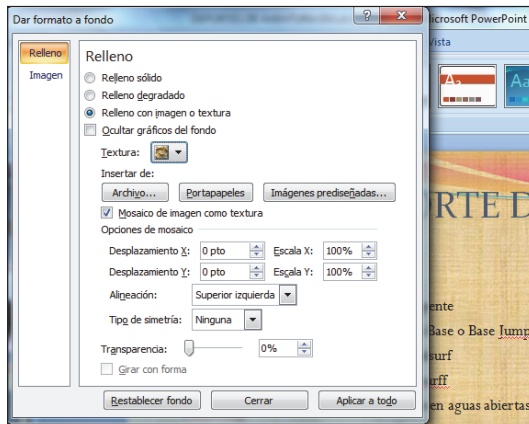 Dar formato a fondo
icrosoft PowerPoint
Vista
Relleno
Imagen
Relleno
Relleno sólido
Relleno degradado
Relleno con imagen o textura
Ocultar gráficos del fondo
Textura:
Insertar de:
Archivo... Portapapeles Imágenes prediseñadas...
Mosaico de imagen como textura
Opciones de mosaico
Desplazamiento X: 0 pto Escala X: 100%
Desplazamiento Y: 0 pto Escala Y: 100%
Alineación: Superior izquierda
Tipo de simetría: Ninguna
Transparencia: 0%
Girar con forma
Restablecer fondo Cerrar Aplicar a todo
Aa Aa
RTE D
ente
Base o Base Jump
surf
urff
en aguas abiertas